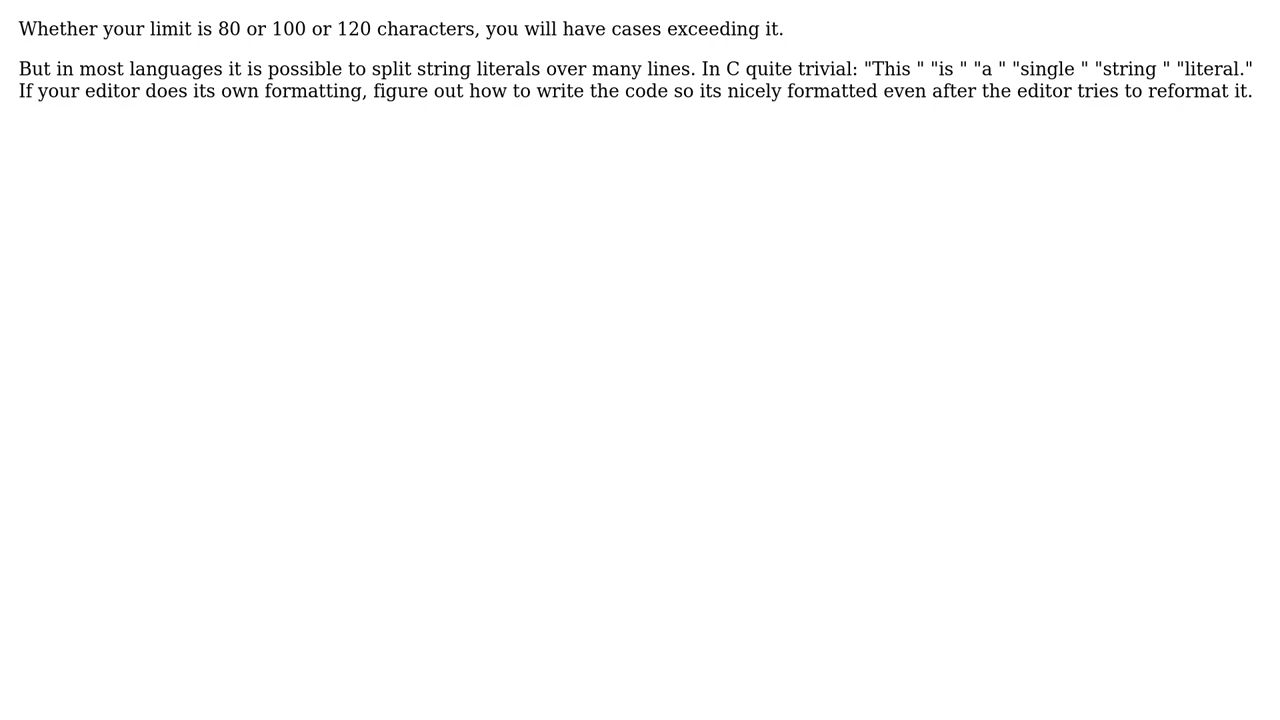 Whether your limit is 80 or 100 or 120 characters, you will have cases exceeding it.
But in most languages it is possible to split string literals over many lines. In C quite trivial: "This " "is " "a " "single " "string " "literal."
If your editor does its own formatting, figure out how to write the code so its nicely formatted even after the editor tries to reformat it.